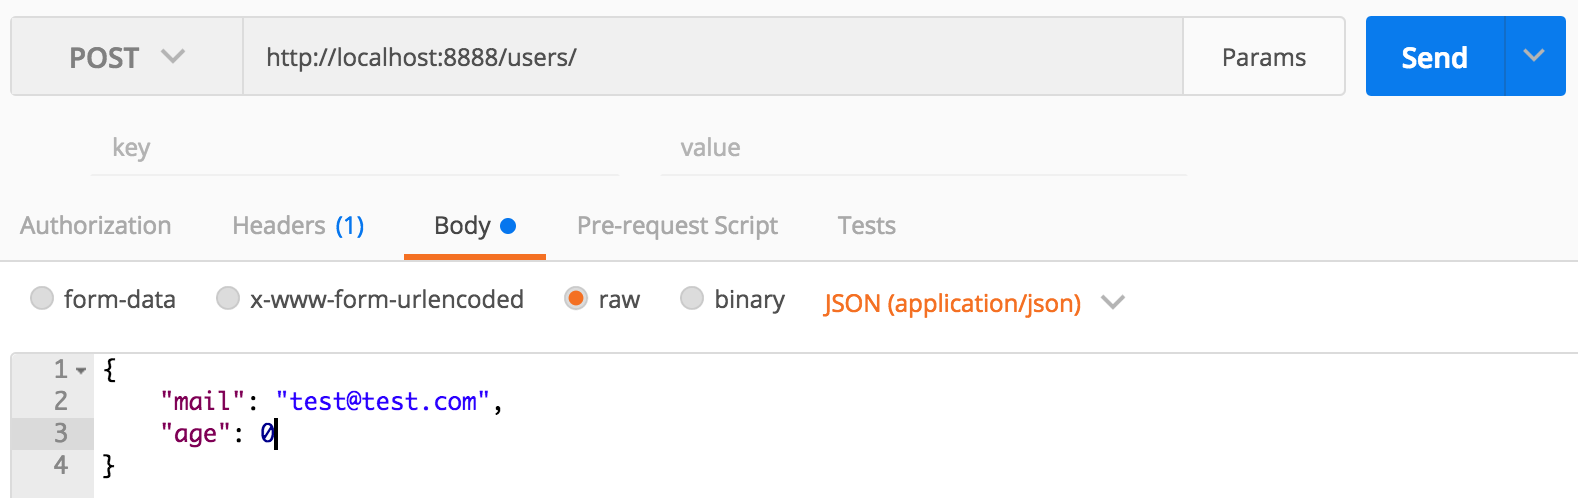 POST http://localhost:8888/users/ Params Send
key value
Authorization Headers (1) Body Pre-request Script Tests
form-data x-www-form-urlencoded raw binary JSON (application/json)
1 {
2 "mail": "test@test.com",
3 "age": 0
4 }